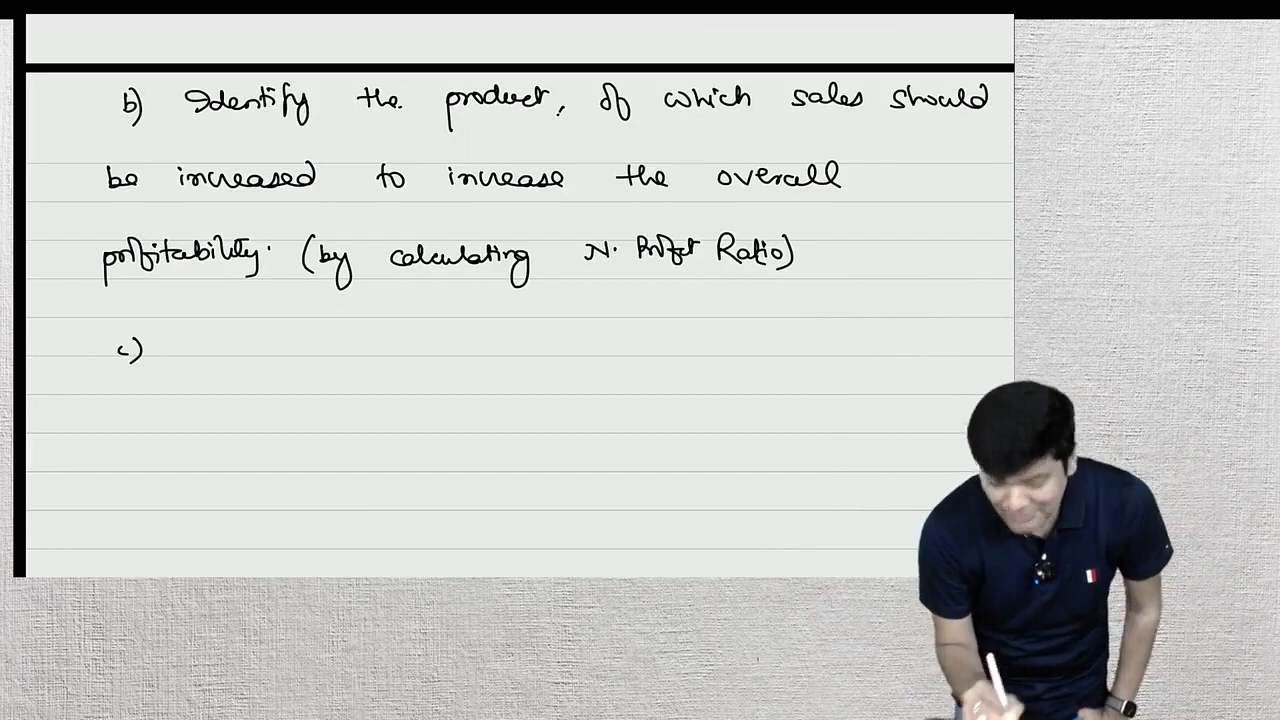 b) Identify the product, of which sales should
be increased to increase the overall
profitability. (by calculating N. Profit Ratio)
c)